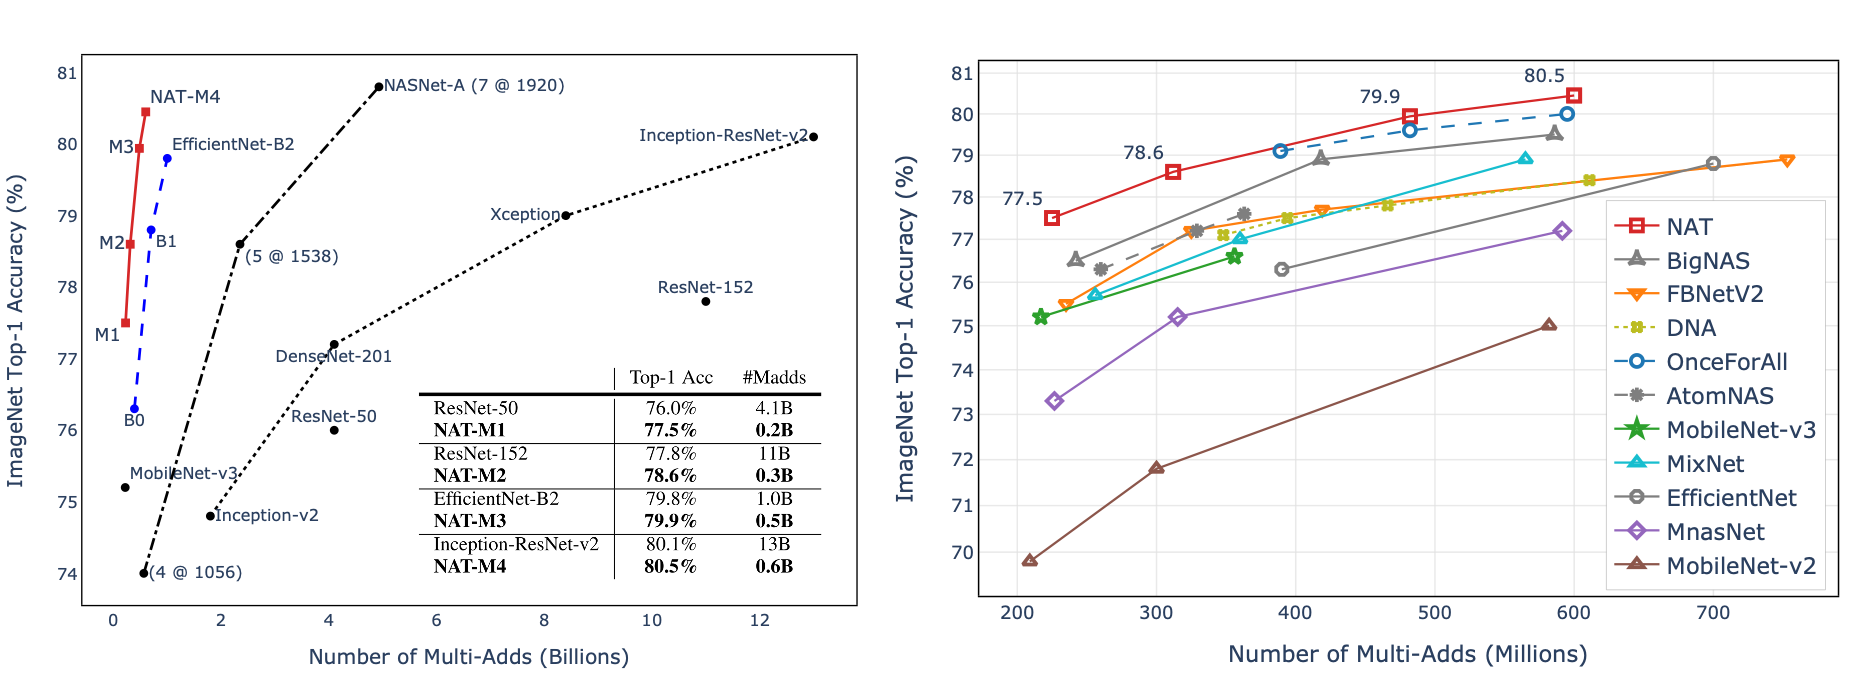 ImageNet Top-1 Accuracy (%)
81
80
79
78
77
76
75
74
NAT-M4
M3
M2
M1
EfficientNet-B2
B1
B0
MobileNet-v3
NASNet-A (7 @ 1920)
(5 @ 1538)
(4 @ 1056)
Inception-ResNet-v2
Xception
ResNet-152
DenseNet-201
ResNet-50
Inception-v2
Top-1 Acc #Madds
ResNet-50 76.0% 4.1B
NAT-M1 77.5% 0.2B
ResNet-152 77.8% 11B
NAT-M2 78.6% 0.3B
EfficientNet-B2 79.8% 1.0B
NAT-M3 79.9% 0.5B
Inception-ResNet-v2 80.1% 13B
NAT-M4 80.5% 0.6B
0 2 4 6 8 10 12
Number of Multi-Adds (Billions)
ImageNet Top-1 Accuracy (%)
81
80
79
78
77
76
75
74
73
72
71
70
77.5
78.6
79.9
80.5
NAT
BigNAS
FBNetV2
DNA
OnceForAll
AtomNAS
MobileNet-v3
MixNet
EfficientNet
MnasNet
MobileNet-v2
200 300 400 500 600 700
Number of Multi-Adds (Millions)